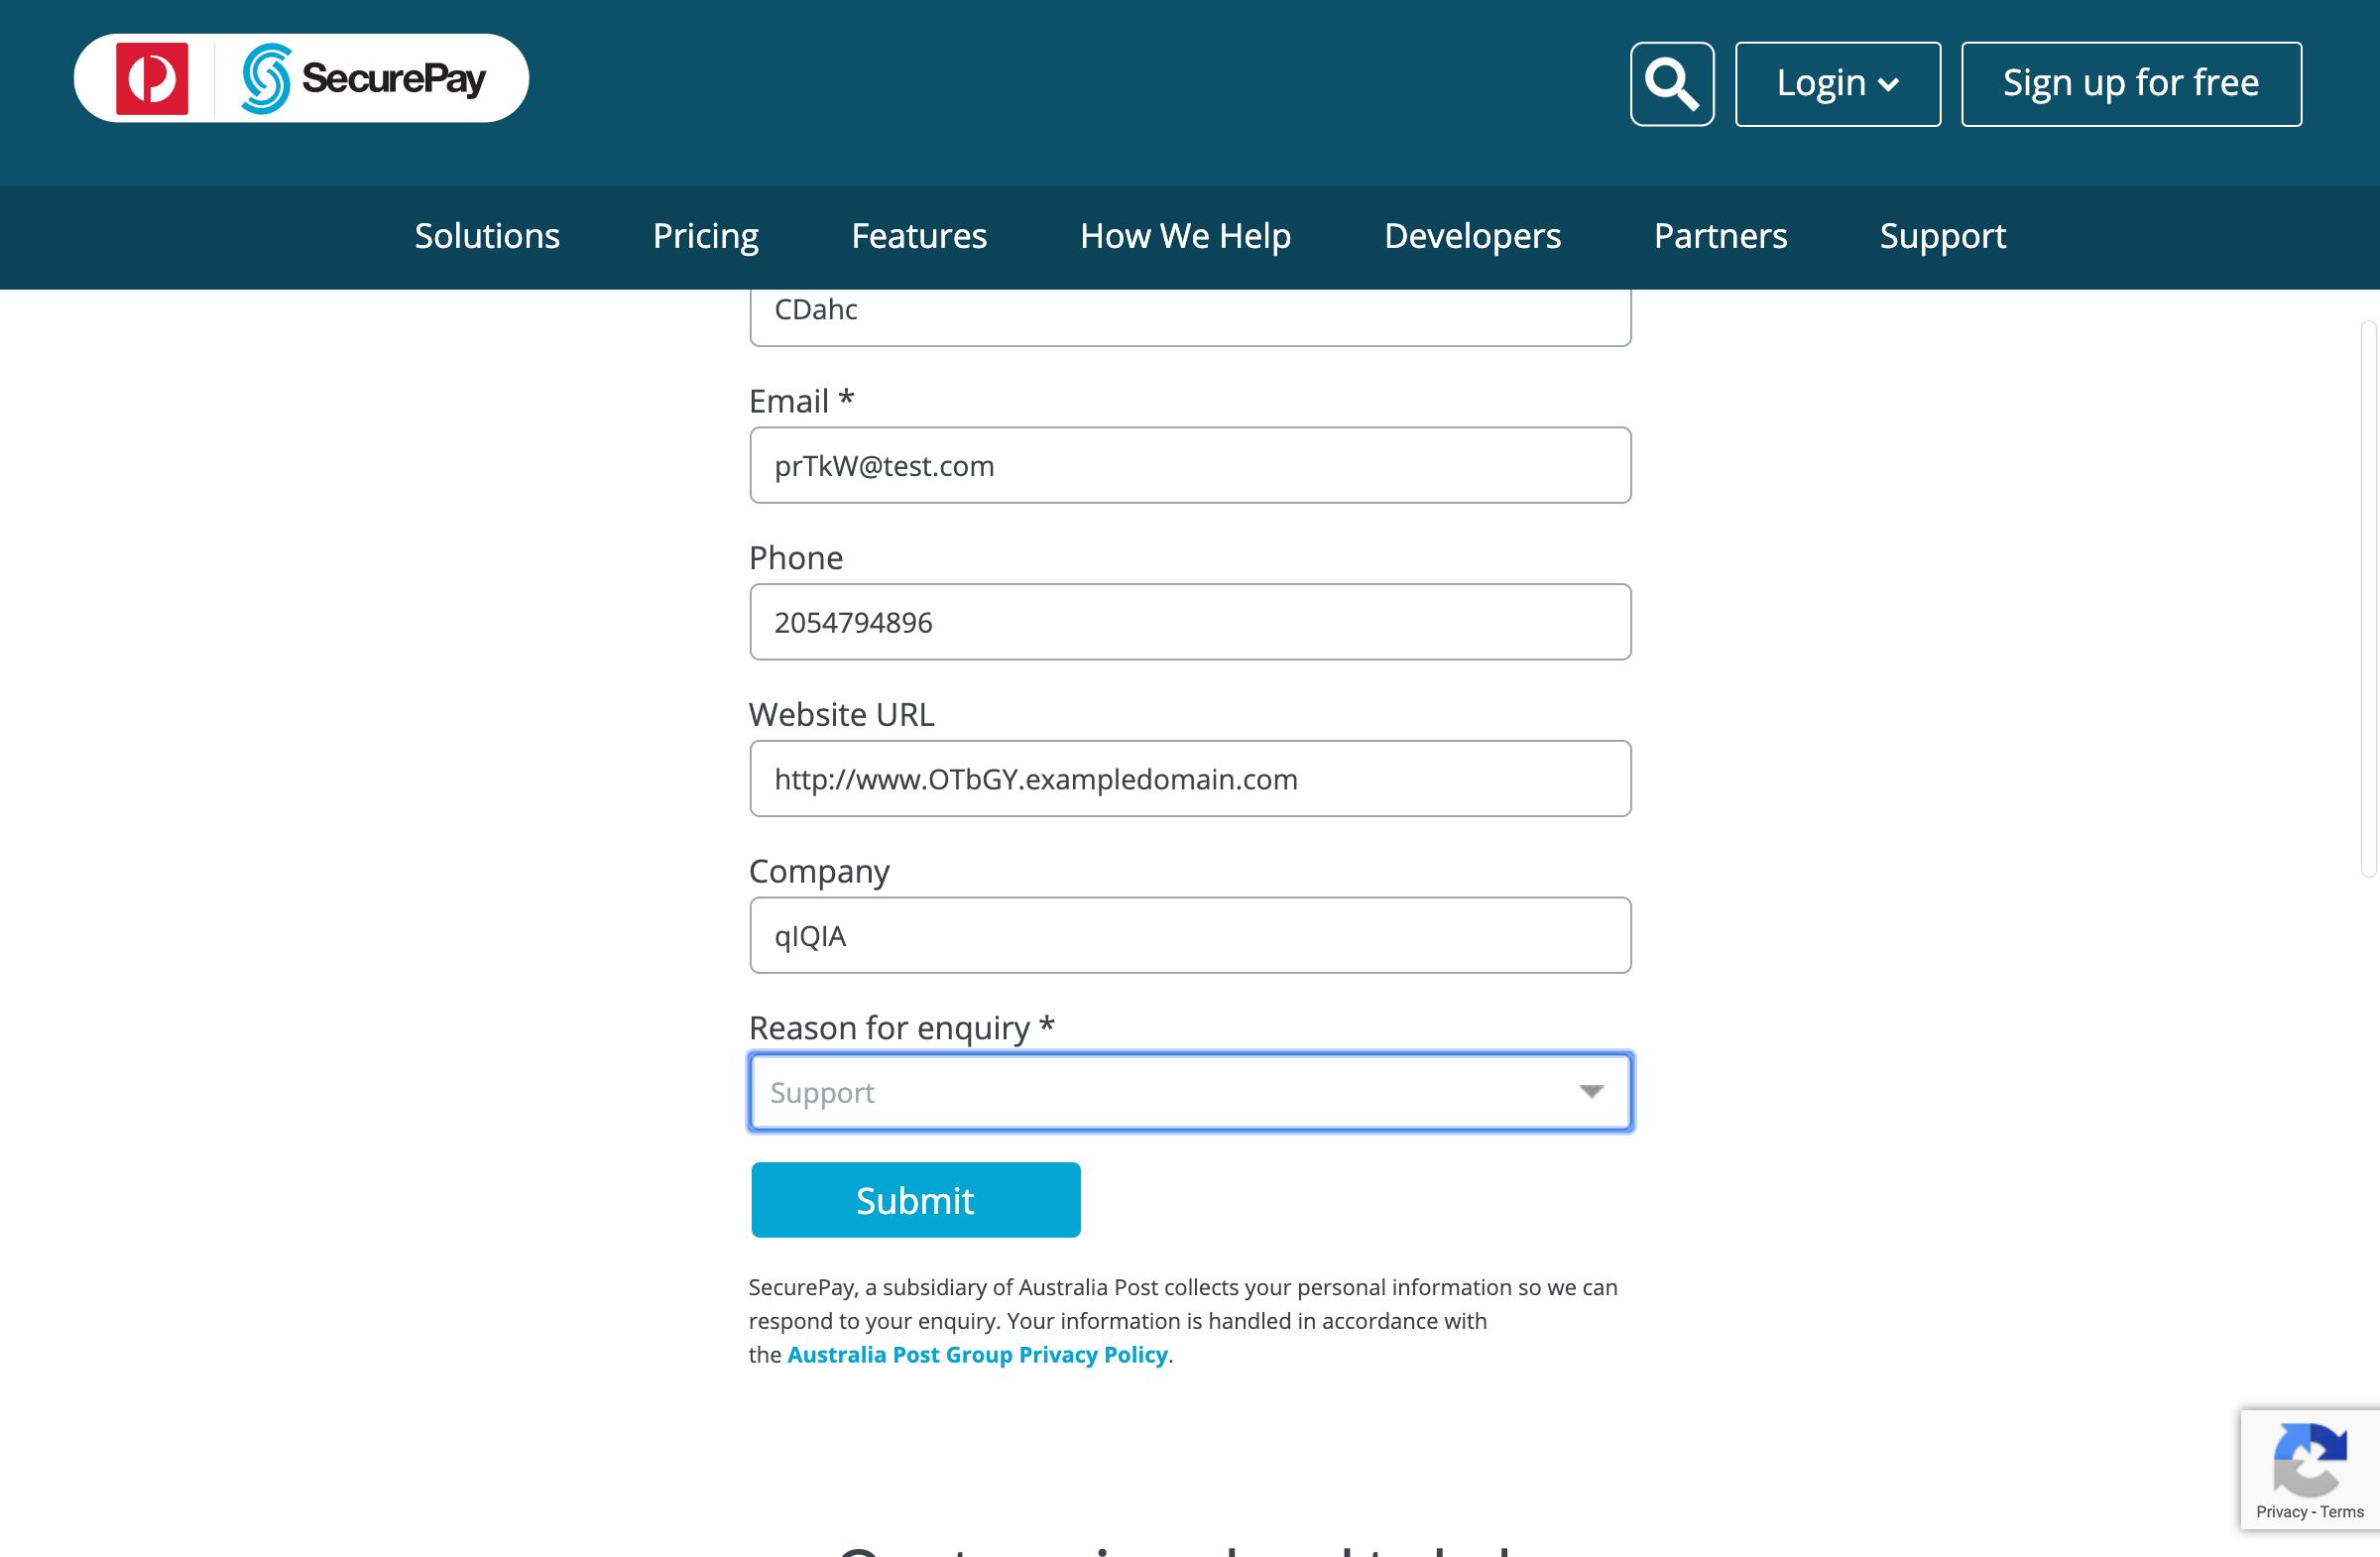 SecurePay
Login
Sign up for free
Solutions
Pricing
Features
How We Help
Developers
Partners
Support
CDahc
Email *
prTkW@test.com
Phone
2054794896
Website URL
http://www.OTbGY.exampledomain.com
Company
Reason for enquiry *
Support
Submit
SecurePay, a subsidiary of Australia Post collects your personal information so we can
respond to your enquiry. Your information is handled in accordance with
the Australia Post Group Privacy Policy.
Privacy - Terms